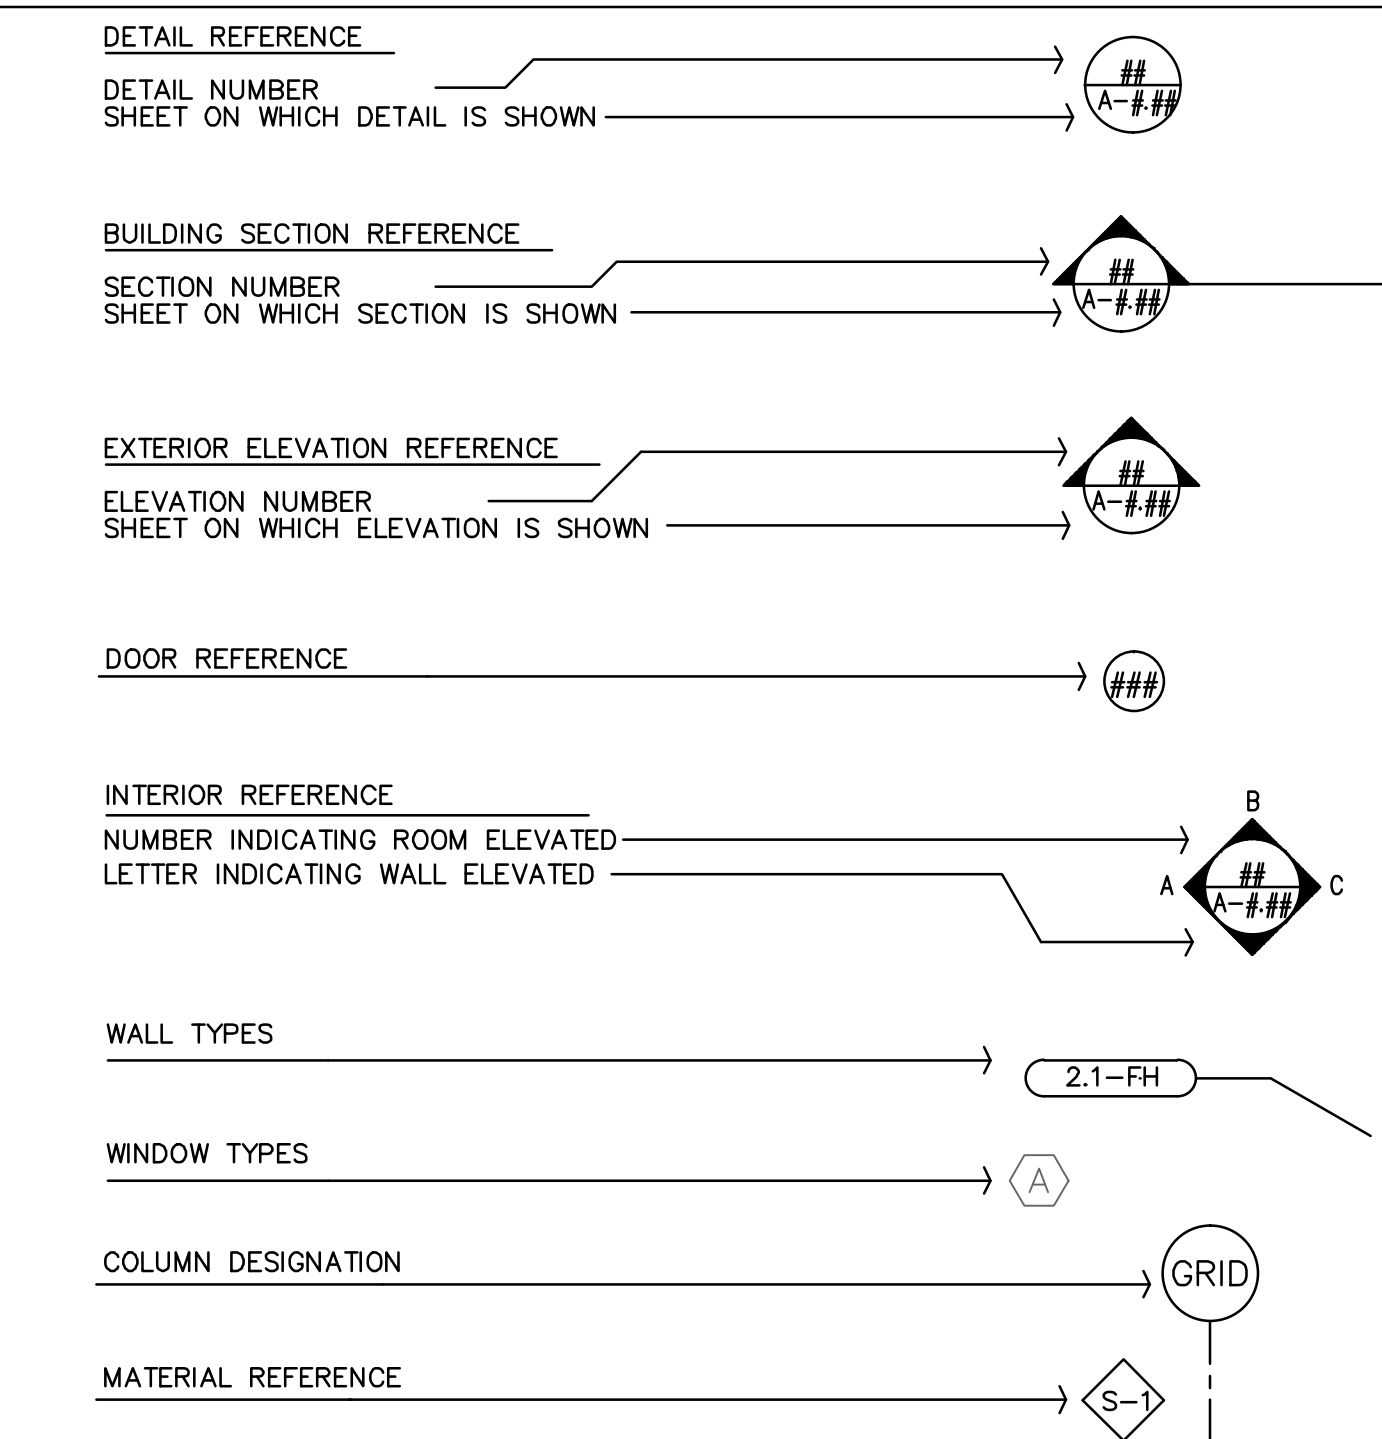 DETAIL REFERENCE
DETAIL NUMBER
SHEET ON WHICH DETAIL IS SHOWN
##
A-#.##
BUILDING SECTION REFERENCE
SECTION NUMBER
SHEET ON WHICH SECTION IS SHOWN
##
A-#.##
EXTERIOR ELEVATION REFERENCE
ELEVATION NUMBER
SHEET ON WHICH ELEVATION IS SHOWN
##
A-#.##
DOOR REFERENCE
###
INTERIOR REFERENCE
NUMBER INDICATING ROOM ELEVATED
LETTER INDICATING WALL ELEVATED
B
A
##
A-#.##
C
WALL TYPES
2.1-FH
WINDOW TYPES
A
COLUMN DESIGNATION
GRID
MATERIAL REFERENCE
S-1